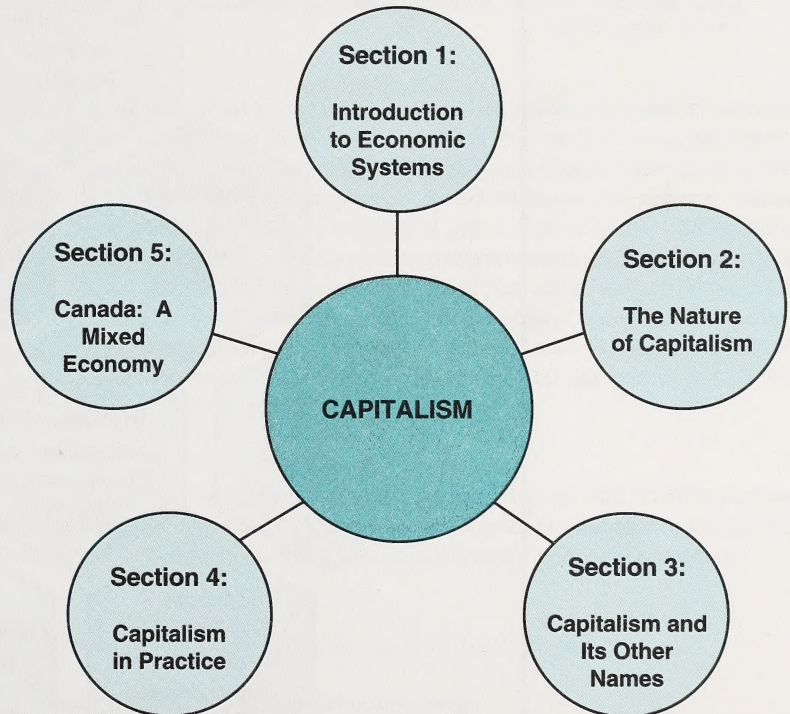 Section 1:
Introduction
to Economic
Systems
Section 2:
The Nature
of Capitalism
Section 3:
Capitalism and
Its Other
Names
Section 4:
Capitalism
in Practice
Section 5:
Canada: A
Mixed
Economy
CAPITALISM